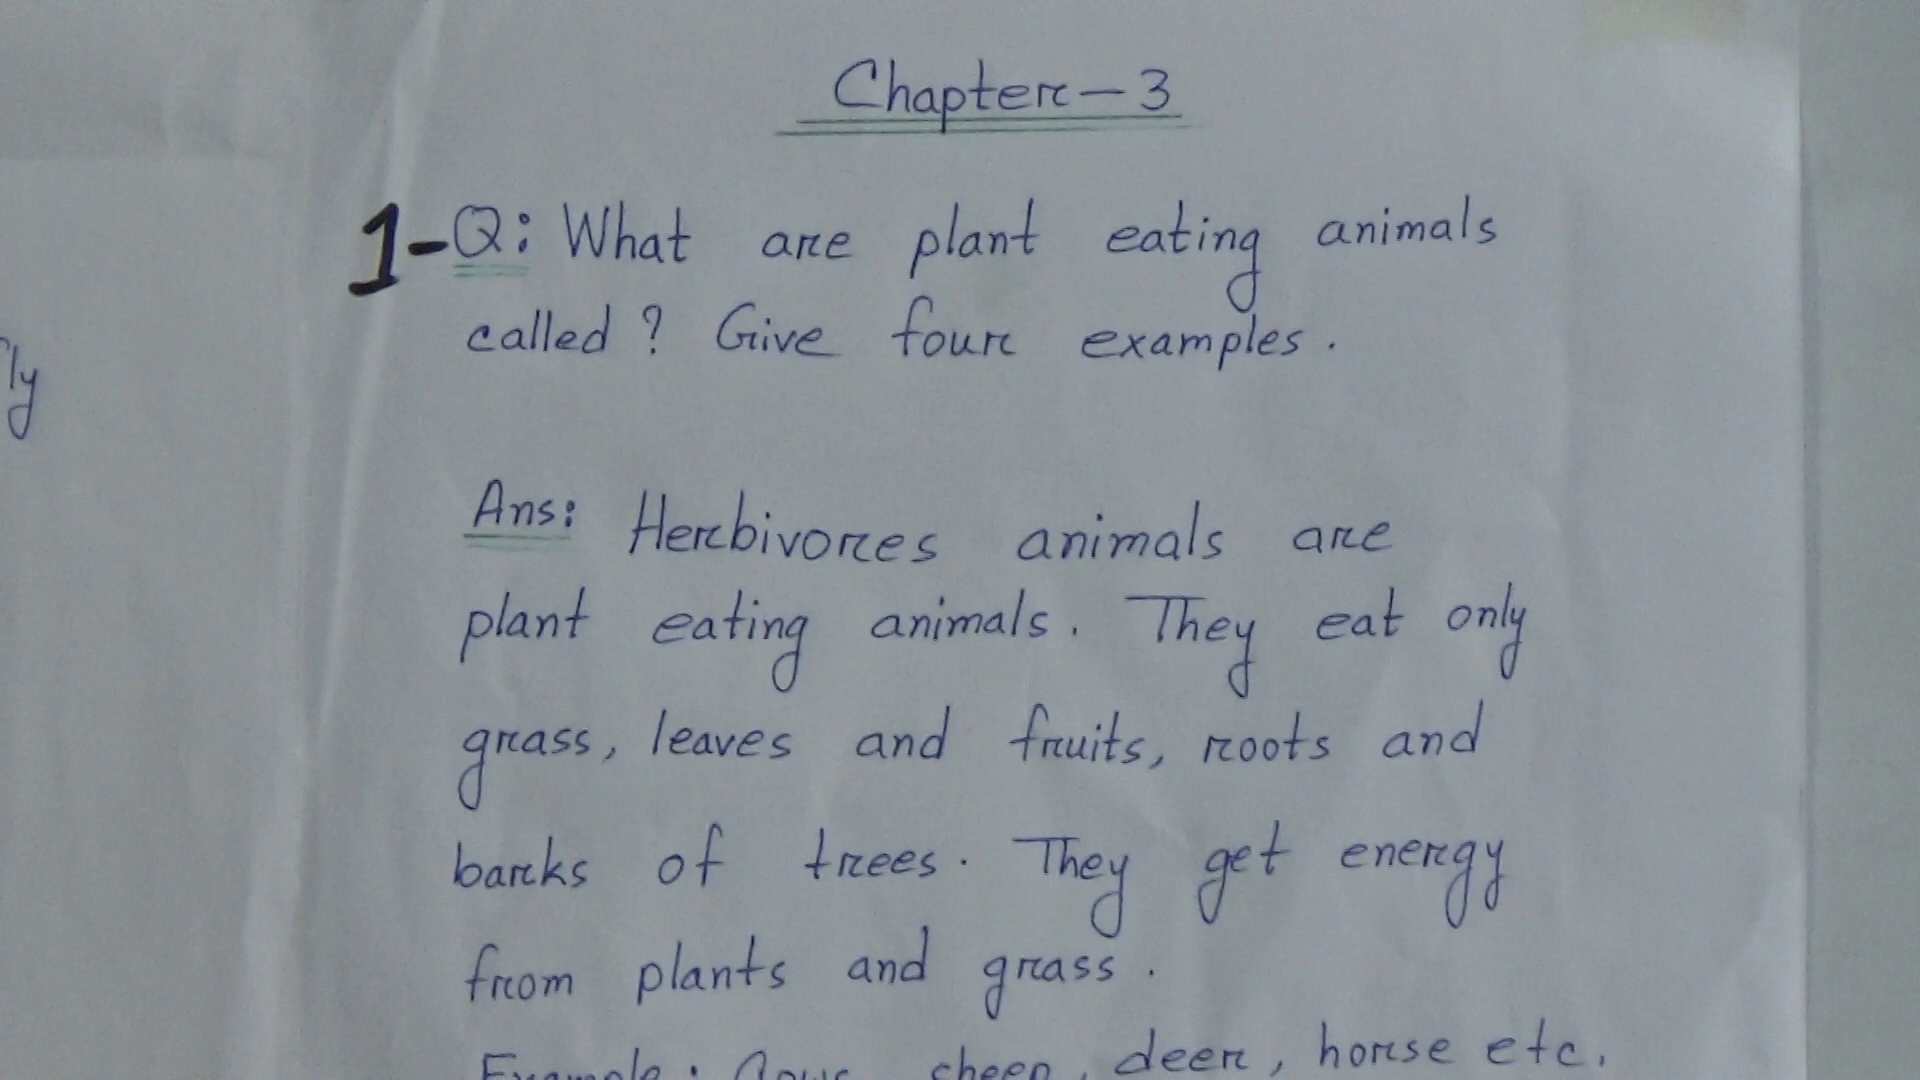 Chapter-3
1-Q: What are plant eating animals
called? Give four examples.
Ans: Herbivores animals are
plant eating animals. They eat only
grass, leaves and fruits, roots and
barks of trees. They get energy
from plants and grass.
Example: sheep, deer, horse etc.
ly